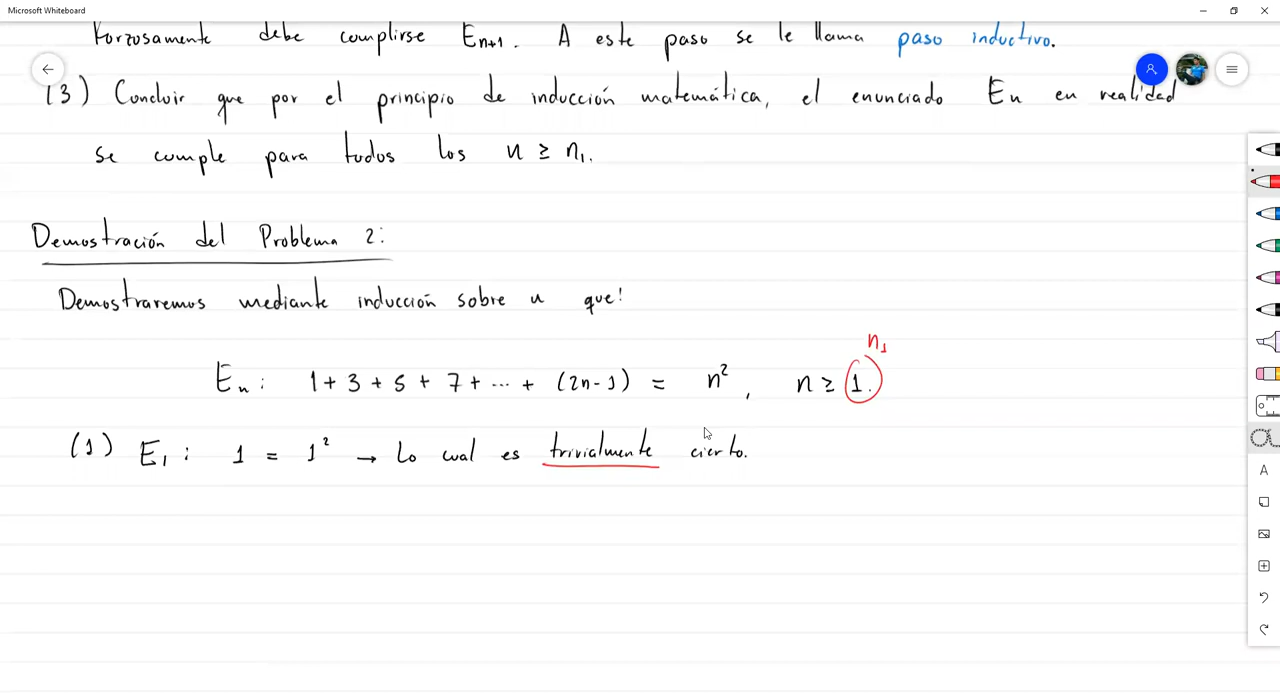 Microsoft Whiteboard
Forzosamente debe cumplirse Eₙ₊₁. A este paso se le llama paso inductivo.
(3) Concluir que por el principio de inducción matemática, el enunciado Eₙ en realidad
se cumple para todos los n ≥ n₁.
Demostración del Problema 2:
Demostraremos mediante inducción sobre n que:
n₁
Eₙ: 1 + 3 + 5 + 7 + ... + (2n-1) = n², n ≥ 1.
(1) E₁: 1 = 1² → Lo cual es trivialmente cierto.
A